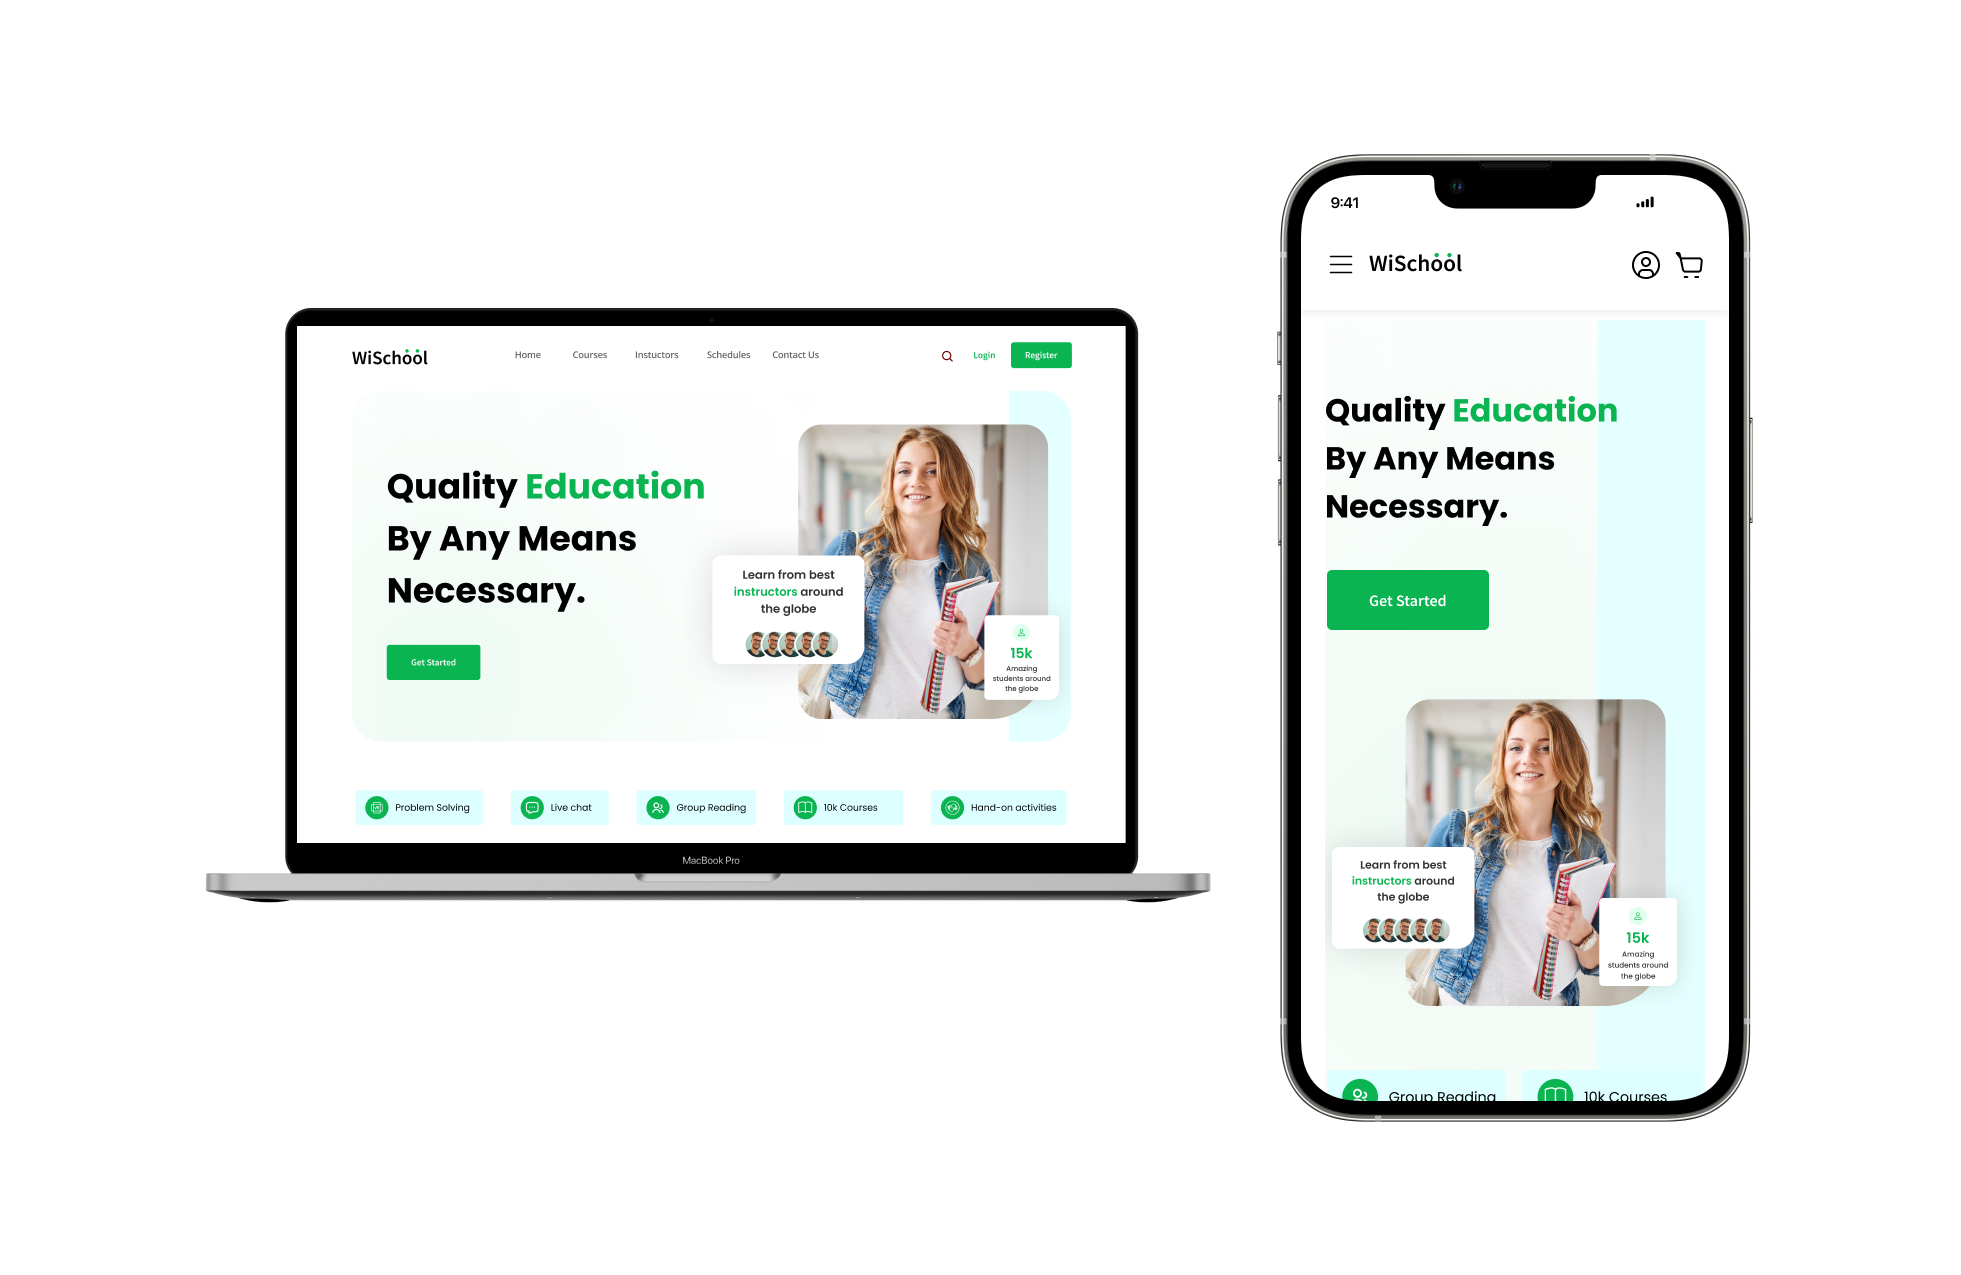 WiSchool
Home Courses Instuctors Schedules Contact Us Login Register
Quality Education
By Any Means
Necessary.
Get Started
Learn from best
instructors around
the globe
15k
Amazing
students around
the globe
Problem Solving Live chat Group Reading 10k Courses Hand-on activities
MacBook Pro
9:41
WiSchool
Quality Education
By Any Means
Necessary.
Get Started
Learn from best
instructors around
the globe
15k
Amazing
students around
the globe
Group Reading 10k Courses